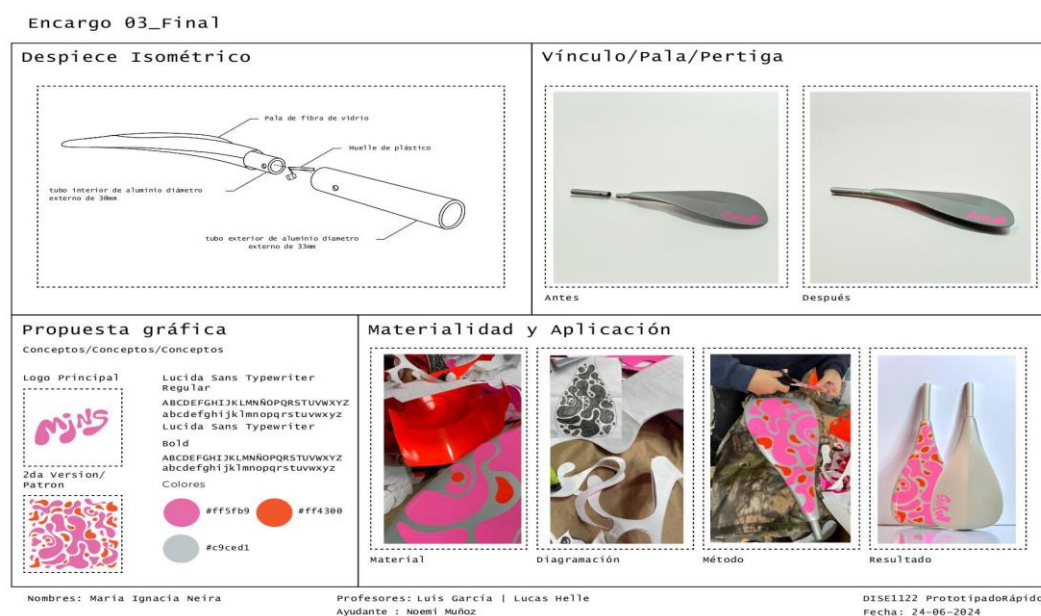 Encargo 03_Final
Despiece Isométrico
Pala de fibra de vidrio
Muelle de plástico
tubo interior de aluminio diámetro
externo de 30mm
tubo exterior de aluminio diametro
externo de 33mm
Vínculo/Pala/Pertiga
Antes
Después
Propuesta gráfica
Conceptos/Conceptos/Conceptos
Logo Principal
MJNS
2da Version/
Patron
Lucida Sans Typewriter
Regular
ABCDEFGHIJKLMNÑOPQRSTUVWXYZ
abcdefghijklmnopqrstuvwxyz
Lucida Sans Typewriter
Bold
ABCDEFGHIJKLMNÑOPQRSTUVWXYZ
abcdefghijklmnopqrstuvwxyz
Colores
#ff5fb9
#ff4300
#c9ced1
Materialidad y Aplicación
Material
Diagramación
Método
Resultado
Nombres: Maria Ignacia Neira
Profesores: Luis García | Lucas Helle
Ayudante : Noemi Muñoz
DISE1122 PrototipadoRápido
Fecha: 24-06-2024